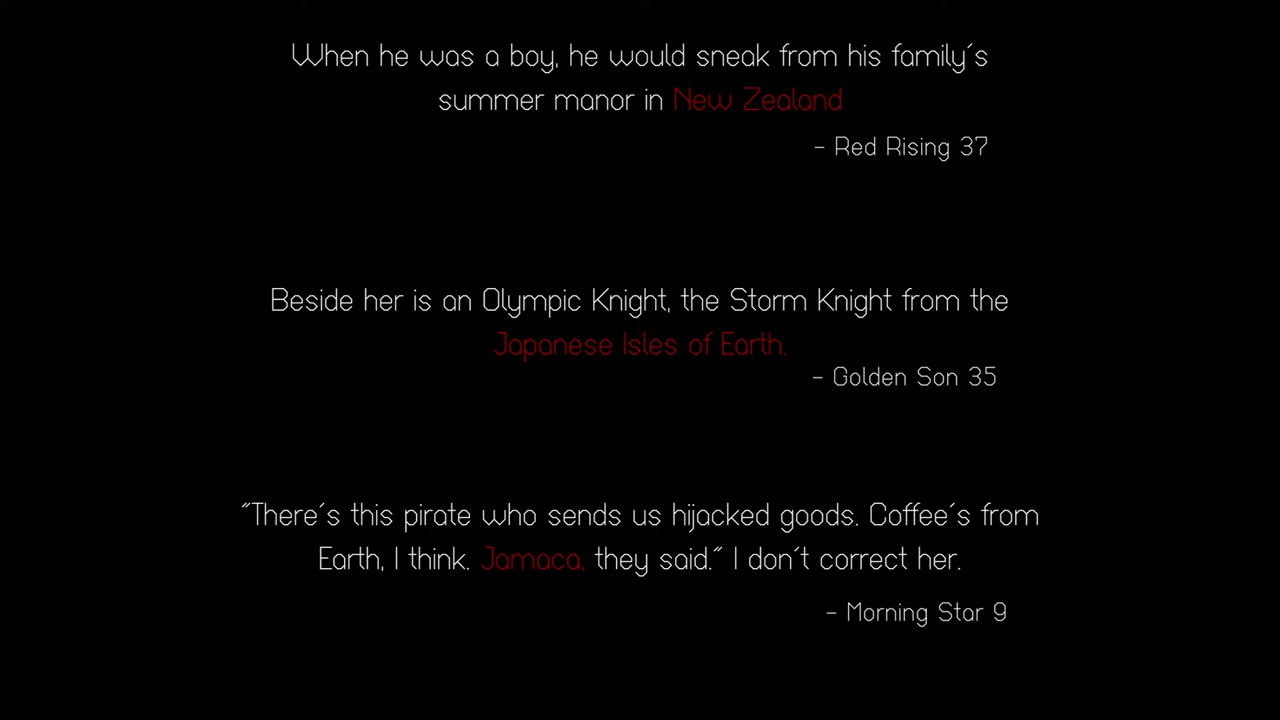 When he was a boy, he would sneak from his family's
summer manor in New Zealand
- Red Rising 37
Beside her is an Olympic Knight, the Storm Knight from the
Japanese Isles of Earth.
- Golden Son 35
"There's this pirate who sends us hijacked goods. Coffee's from
Earth, I think. Jamaca, they said." I don't correct her.
- Morning Star 9